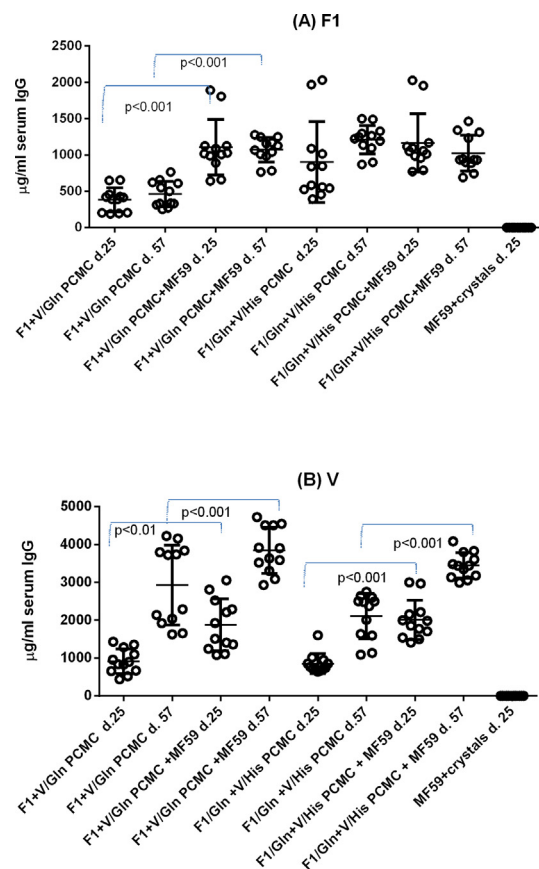 (A) F1
2500
2000
1500
1000
500
0
µg/ml serum IgG
p<0.001
p<0.001
F1+V/Gln PCMC d.25
F1+V/Gln PCMC d. 57
F1+V/Gln PCMC+MF59 d. 25
F1+V/Gln PCMC+MF59 d. 57
F1/Gln+V/His PCMC  d.25
F1/Gln+V/His PCMC d.57
F1/Gln+V/His PCMC+MF59 d.25
F1/Gln+V/His PCMC+MF59 d. 57
MF59+crystals d. 25
(B) V
5000
4000
3000
2000
1000
0
µg/ml serum IgG
p<0.01
p<0.001
p<0.001
p<0.001
F1+V/Gln PCMC d.25
F1+V/Gln PCMC d. 57
F1+V/Gln PCMC +MF59 d.25
F1+V/Gln PCMC +MF59 d.57
F1/Gln +V/His PCMC d.25
F1/Gln +V/His PCMC d.57
F1/Gln+V/His PCMC + MF59 d.25
F1/Gln+V/His PCMC + MF59 d. 57
MF59+crystals d. 25